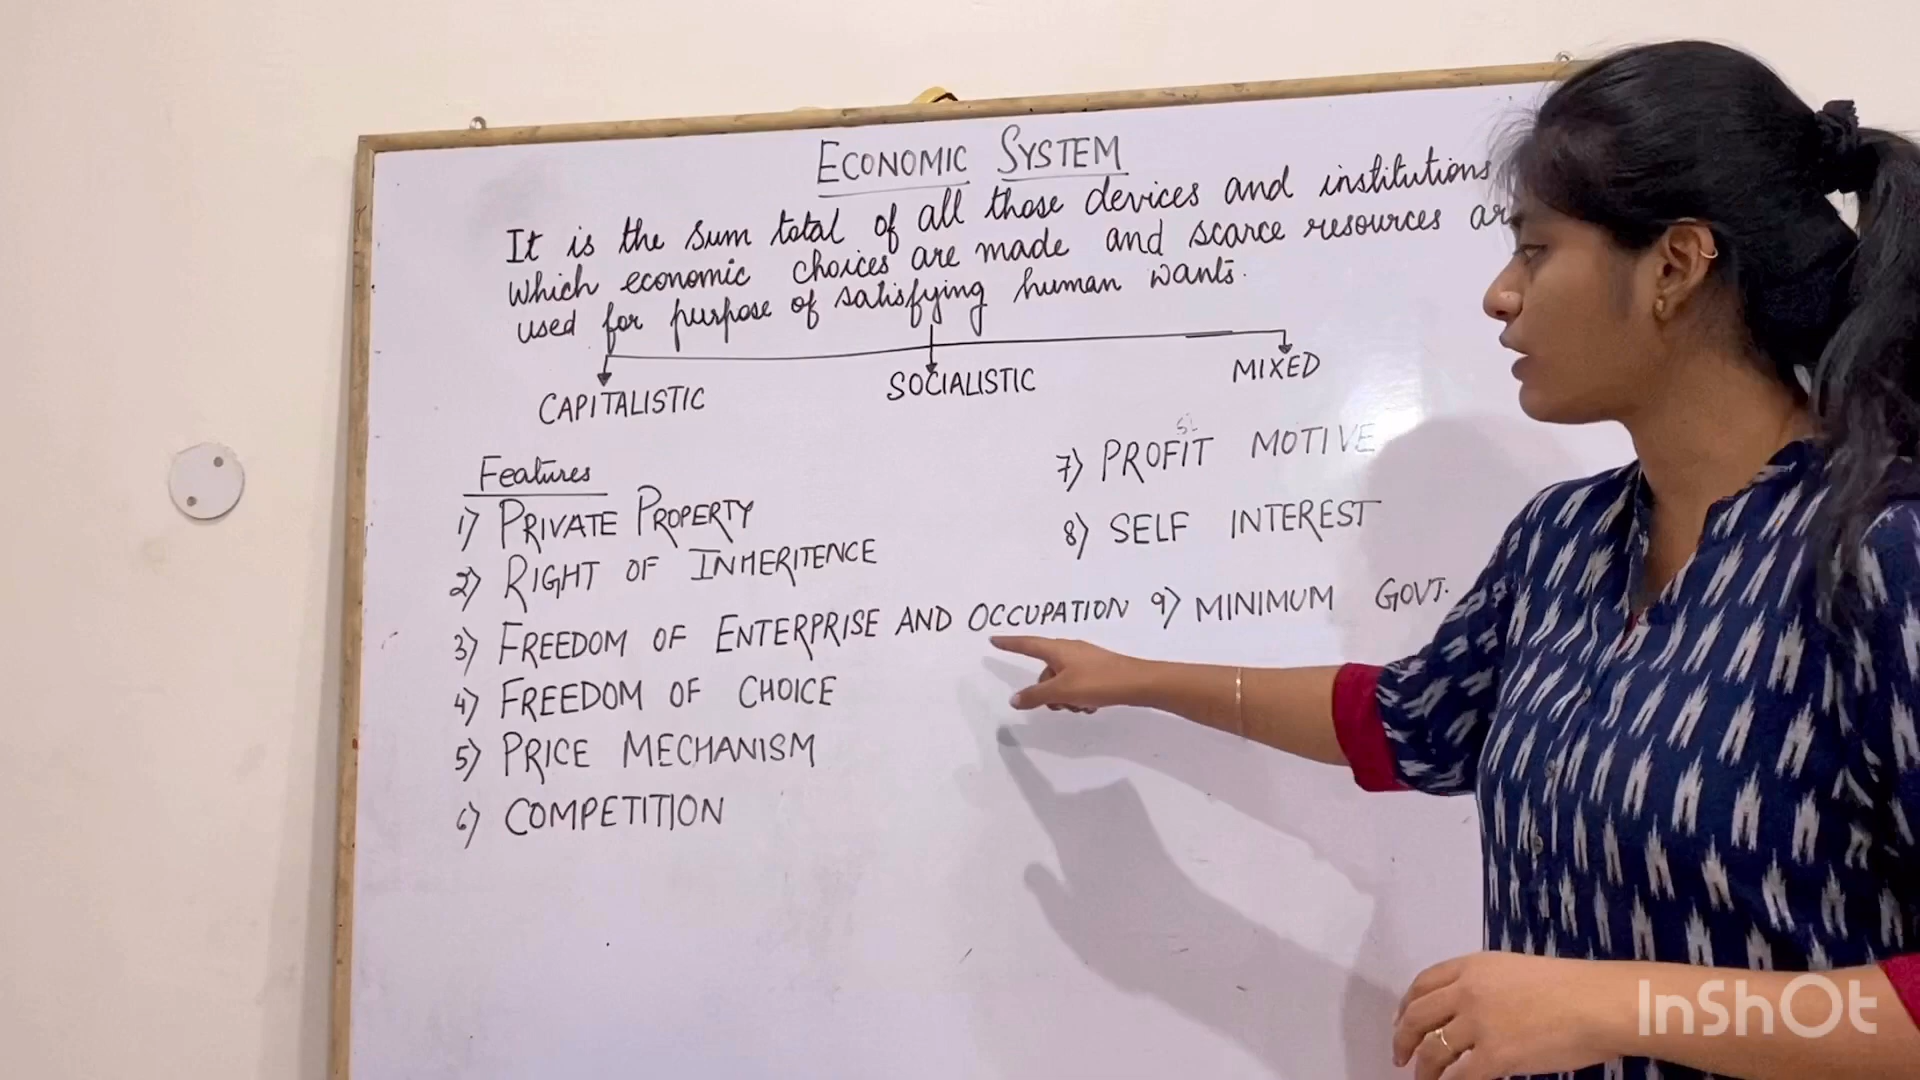 ECONOMIC SYSTEM
It is the sum total of all those devices and institutions
which economic choices are made and scarce resources
used for purpose of satisfying human wants.
CAPITALISTIC SOCIALISTIC MIXED
Features
1) PRIVATE PROPERTY
2) RIGHT OF INHERITENCE
3) FREEDOM OF ENTERPRISE AND OCCUPATION
4) FREEDOM OF CHOICE
5) PRICE MECHANISM
6) COMPETITION
7) PROFIT MOTIVE
8) SELF INTEREST
9) MINIMUM GOVT.
InShOt